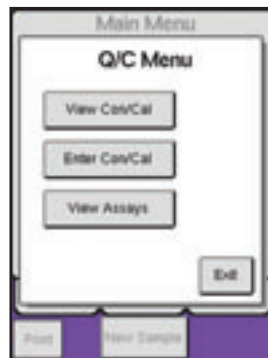 Main Menu
Q/C Menu
View Con/Cal
Enter Con/Cal
View Assays
Exit
Print New Sample